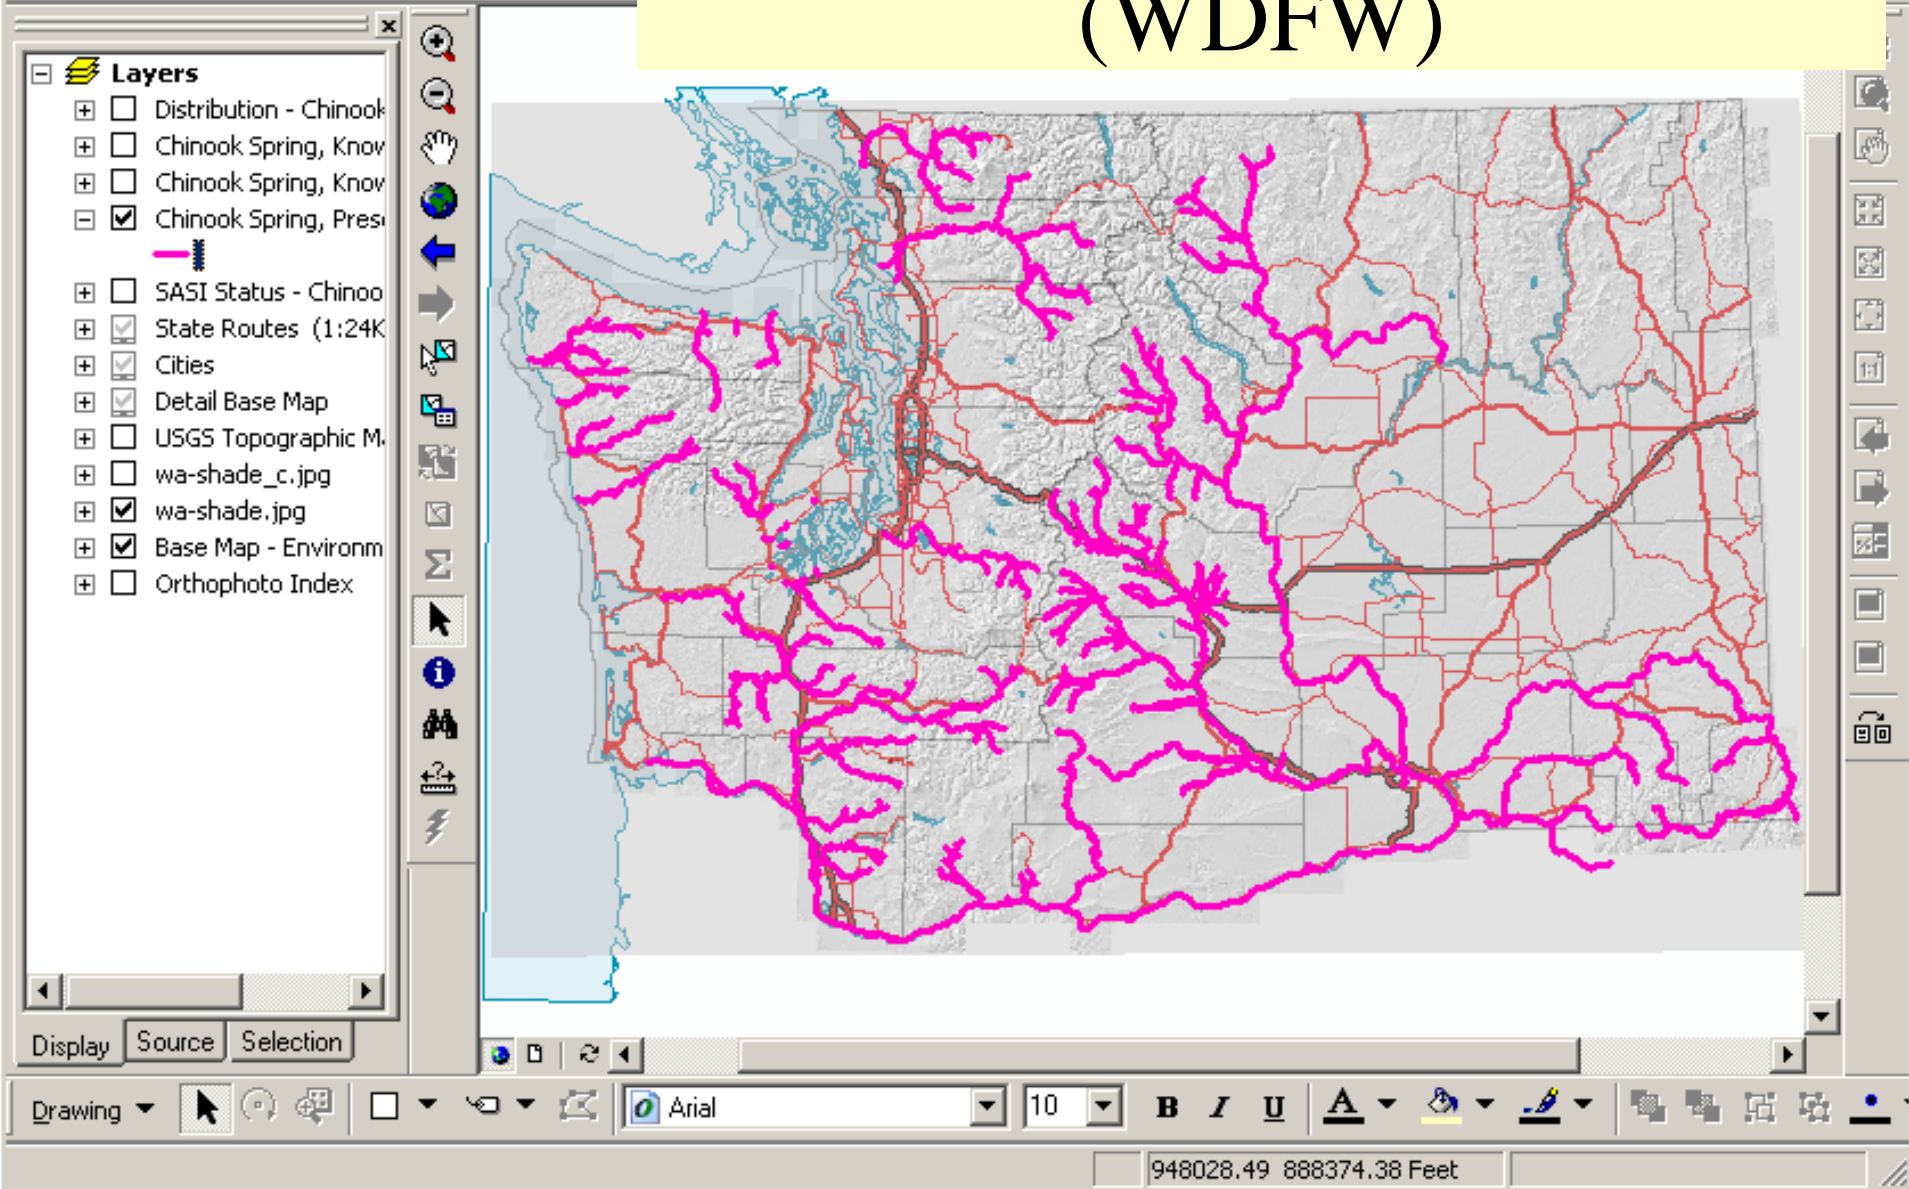 (WDFW)
Layers
Distribution - Chinook
Chinook Spring, Know
Chinook Spring, Know
Chinook Spring, Pres
SASI Status - Chinoo
State Routes (1:24K
Cities
Detail Base Map
USGS Topographic M
wa-shade_c.jpg
wa-shade.jpg
Base Map - Environm
Orthophoto Index
Display Source Selection
1:1
Drawing Arial 10 B I U A
948028.49 888374.38 Feet